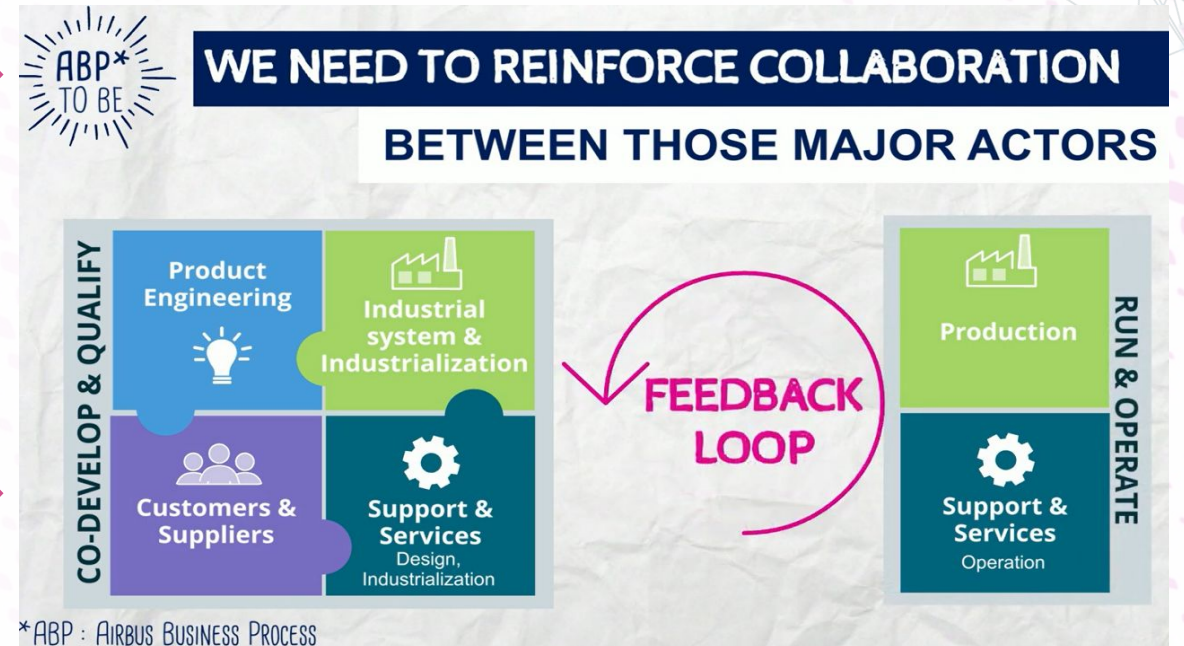 ABP*
TO BE
WE NEED TO REINFORCE COLLABORATION
BETWEEN THOSE MAJOR ACTORS
CO-DEVELOP & QUALIFY
Product
Engineering
Industrial
system &
Industrialization
Customers &
Suppliers
Support &
Services
Design,
Industrialization
FEEDBACK
LOOP
Production
Support &
Services
Operation
RUN & OPERATE
*ABP : AIRBUS BUSINESS PROCESS